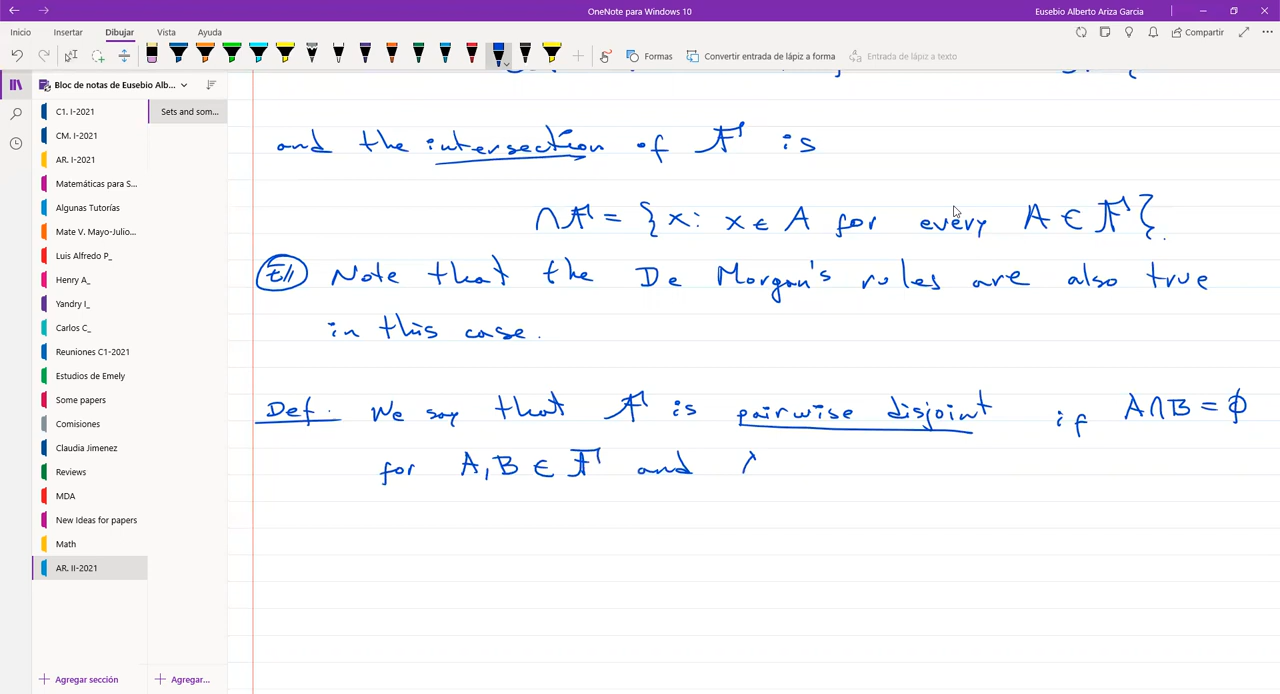 OneNote para Windows 10
Eusebio Alberto Ariza Garcia
Inicio Insertar Dibujar Vista Ayuda
Compartir
Formas Convertir entrada de lápiz a forma Entrada de lápiz a texto
Bloc de notas de Eusebio Alb...
C1. I-2021
CM. I-2021
AR. I-2021
Matemáticas para S...
Algunas Tutorías
Mate V. Mayo-Julio...
Luis Alfredo P_
Henry A_
Yandry I_
Carlos C_
Reuniones C1-2021
Estudios de Emely
Some papers
Comisiones
Claudia Jimenez
Reviews
MDA
New Ideas for papers
Math
AR. II-2021
Agregar sección
Sets and som...
Agregar...
and the intersection of 𝓕 is
∩𝓕 = {x: x ∈ A for every A ∈ 𝓕}.
Note that the De Morgan's rules are also true
in this case.
Def. We say that 𝓕 is pairwise disjoint if A∩B = ϕ
for A, B ∈ 𝓕 and